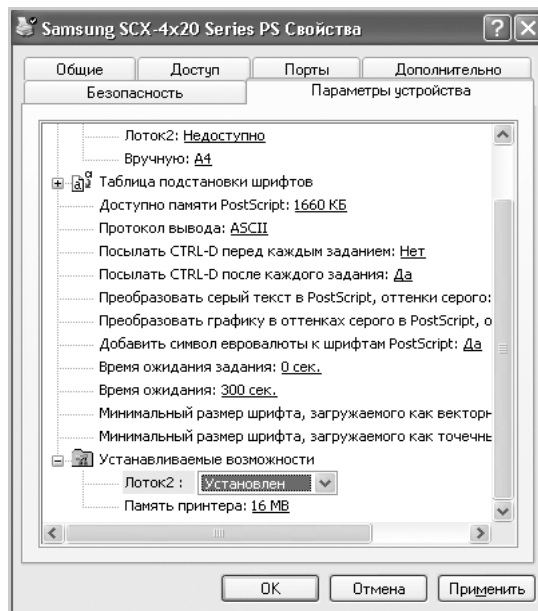 Samsung SCX-4x20 Series PS Свойства
Общие Доступ Порты Дополнительно
Безопасность Параметры устройства
Лоток2: Недоступно
Вручную: A4
Таблица подстановки шрифтов
Доступно памяти PostScript: 1660 КБ
Протокол вывода: ASCII
Посылать CTRL-D перед каждым заданием: Нет
Посылать CTRL-D после каждого задания: Да
Преобразовать серый текст в PostScript, оттенки серого:
Преобразовать графику в оттенках серого в PostScript, о
Добавить символ евровалюты к шрифтам PostScript: Да
Время ожидания задания: 0 сек.
Время ожидания: 300 сек.
Минимальный размер шрифта, загружаемого как векторн
Минимальный размер шрифта, загружаемого как точечнь
Устанавливаемые возможности
Лоток2 : Установлен
Память принтера: 16 MB
OK Отмена Применить